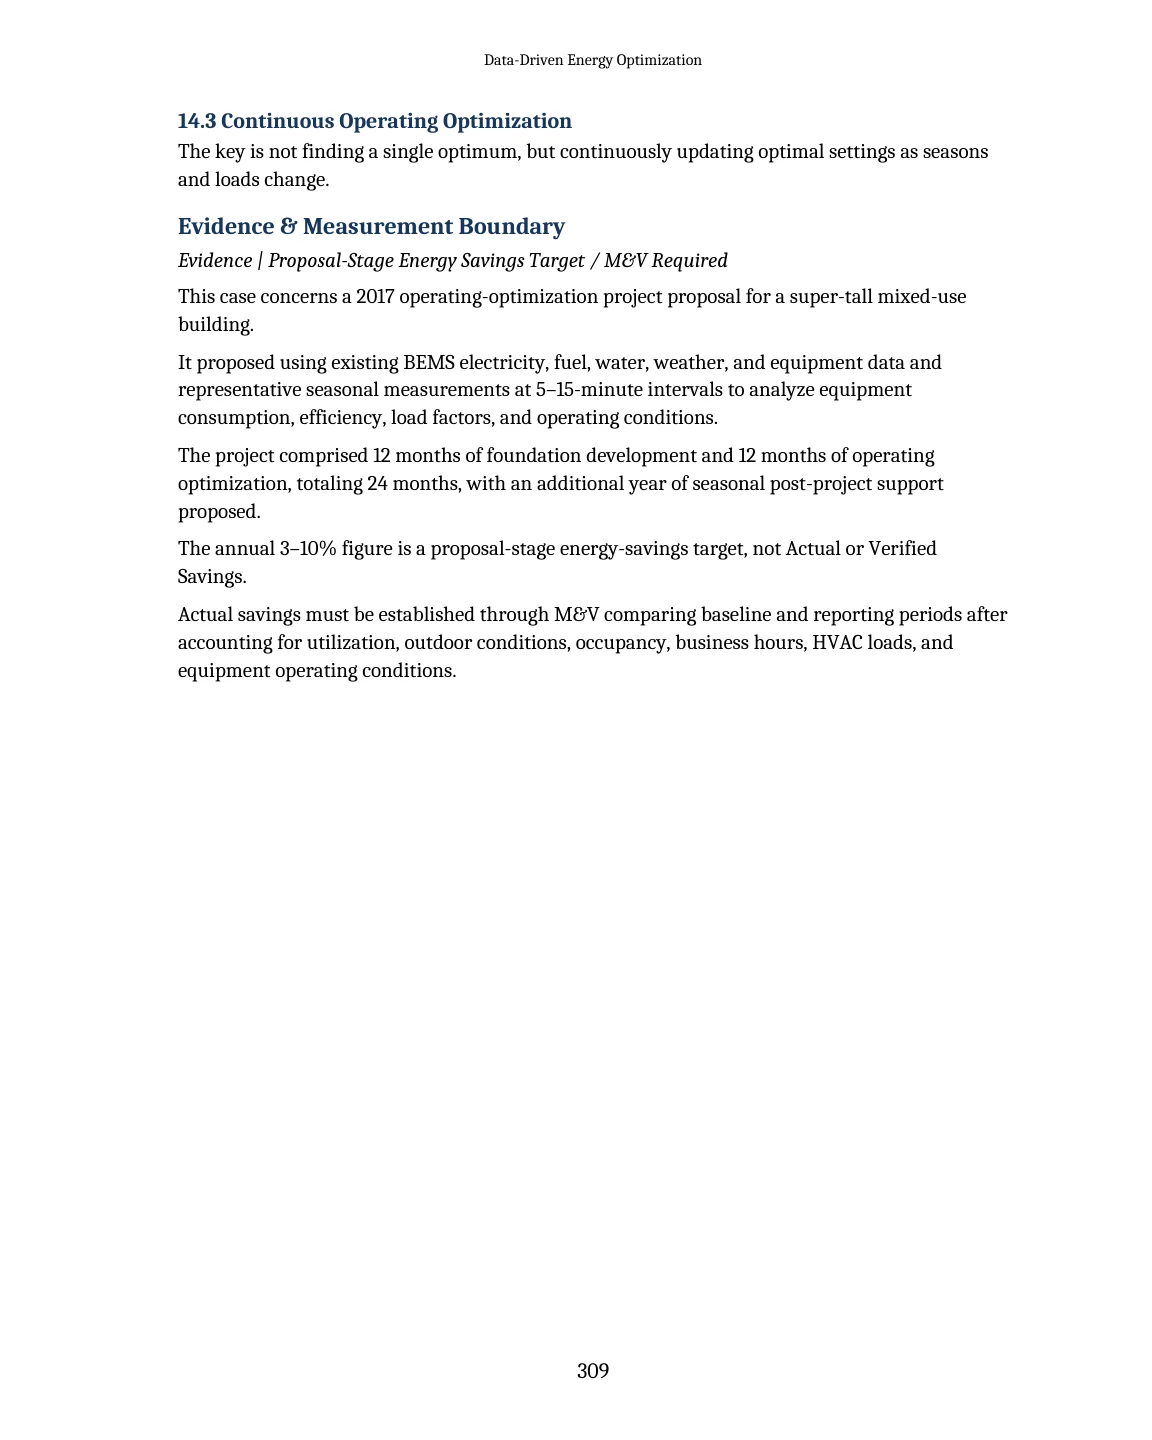 Data-Driven Energy Optimization
14.3 Continuous Operating Optimization
The key is not finding a single optimum, but continuously updating optimal settings as seasons
and loads change.
Evidence & Measurement Boundary
Evidence | Proposal-Stage Energy Savings Target / M&V Required
This case concerns a 2017 operating-optimization project proposal for a super-tall mixed-use
building.
It proposed using existing BEMS electricity, fuel, water, weather, and equipment data and
representative seasonal measurements at 5–15-minute intervals to analyze equipment
consumption, efficiency, load factors, and operating conditions.
The project comprised 12 months of foundation development and 12 months of operating
optimization, totaling 24 months, with an additional year of seasonal post-project support
proposed.
The annual 3–10% figure is a proposal-stage energy-savings target, not Actual or Verified
Savings.
Actual savings must be established through M&V comparing baseline and reporting periods after
accounting for utilization, outdoor conditions, occupancy, business hours, HVAC loads, and
equipment operating conditions.
309